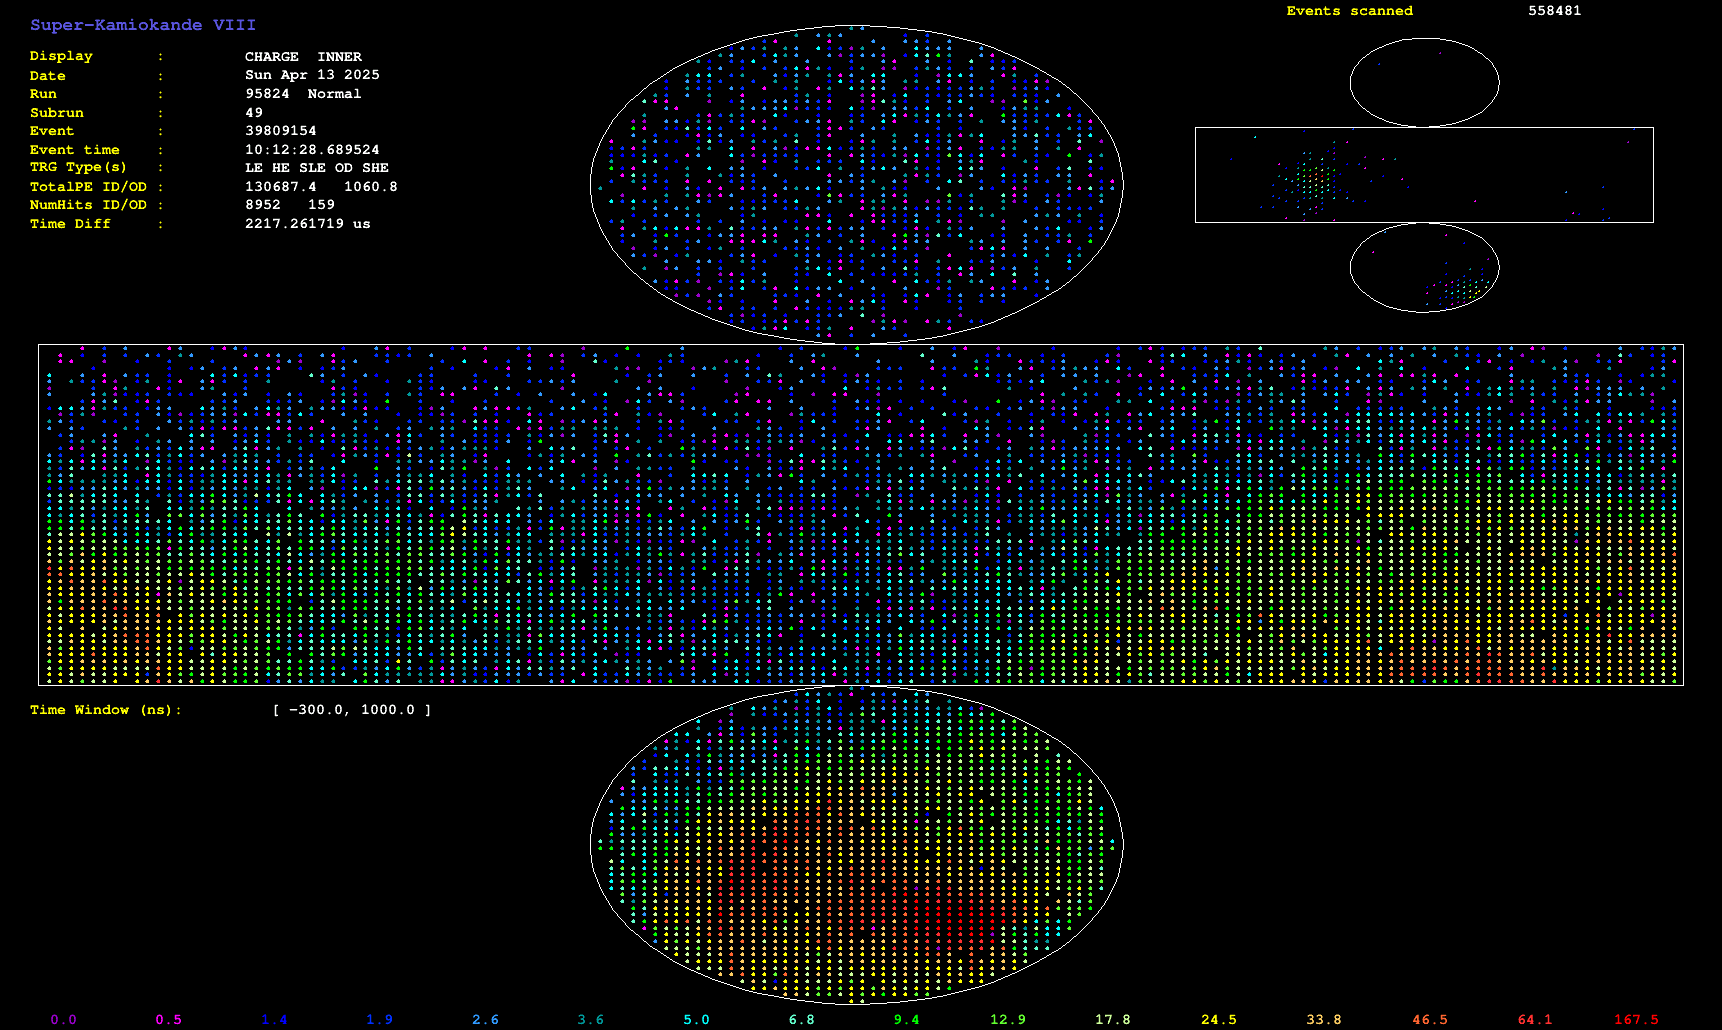 Super-Kamiokande VIII
Events scanned 558481
Display : CHARGE INNER
Date : Sun Apr 13 2025
Run : 95824 Normal
Subrun : 49
Event : 39809154
Event time : 10:12:28.689524
TRG Type(s) : LE HE SLE OD SHE
TotalPE ID/OD : 130687.4 1060.8
NumHits ID/OD : 8952 159
Time Diff : 2217.261719 us
Time Window (ns): [ -300.0, 1000.0 ]
0.0 0.5 1.4 1.9 2.6 3.6 5.0 6.8 9.4 12.9 17.8 24.5 33.8 46.5 64.1 167.5